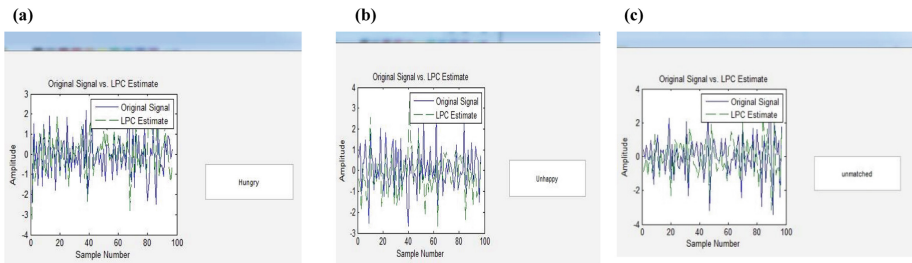 (a)
Original Signal vs. LPC Estimate
Original Signal
LPC Estimate
3
2
1
0
-1
-2
-3
-4
Amplitude
0 20 40 60 80 100
Sample Number
Hungry
(b)
Original Signal vs. LPC Estimate
Original Signal
LPC Estimate
4
3
2
1
0
-1
-2
-3
Amplitude
0 20 40 60 80 100
Sample Number
Unhappy
(c)
Original Signal vs. LPC Estimate
Original Signal
LPC Estimate
4
2
0
-2
-4
Amplitude
0 20 40 60 80 100
Sample Number
unmatched